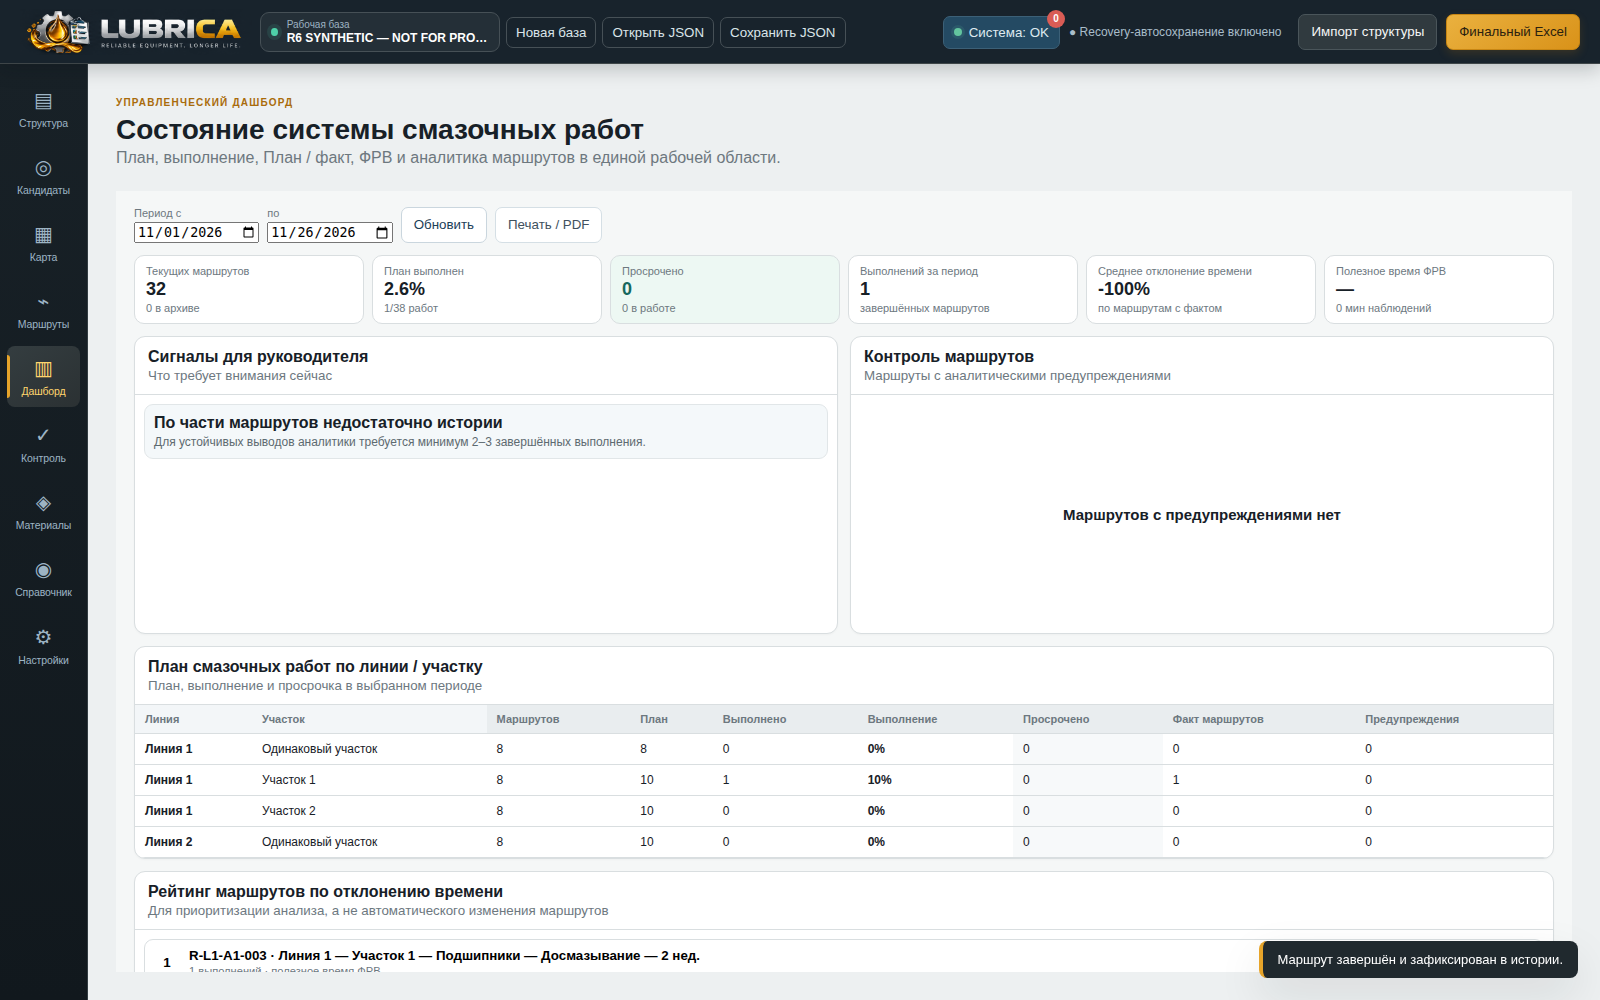 LUBRICA
RELIABLE EQUIPMENT. LONGER LIFE.
Рабочая база
R6 SYNTHETIC — NOT FOR PRO...
Новая база
Открыть JSON
Сохранить JSON
Система: OK
0
● Recovery-автосохранение включено
Импорт структуры
Финальный Excel
Структура
Кандидаты
Карта
Маршруты
Дашборд
Контроль
Материалы
Справочник
Настройки
УПРАВЛЕНЧЕСКИЙ ДАШБОРД
Состояние системы смазочных работ
План, выполнение, План / факт, ФРВ и аналитика маршрутов в единой рабочей области.
Период с
11/01/2026
по
11/26/2026
Обновить
Печать / PDF
Текущих маршрутов
32
0 в архиве
План выполнен
2.6%
1/38 работ
Просрочено
0
0 в работе
Выполнений за период
1
завершённых маршрутов
Среднее отклонение времени
-100%
по маршрутам с фактом
Полезное время ФРВ
—
0 мин наблюдений
Сигналы для руководителя
Что требует внимания сейчас
По части маршрутов недостаточно истории
Для устойчивых выводов аналитики требуется минимум 2–3 завершённых выполнения.
Контроль маршрутов
Маршруты с аналитическими предупреждениями
Маршрутов с предупреждениями нет
План смазочных работ по линии / участку
План, выполнение и просрочка в выбранном периоде
Линия Участок Маршрутов План Выполнено Выполнение Просрочено Факт маршрутов Предупреждения
Линия 1 Одинаковый участок 8 8 0 0% 0 0 0
Линия 1 Участок 1 8 10 1 10% 0 1 0
Линия 1 Участок 2 8 10 0 0% 0 0 0
Линия 2 Одинаковый участок 8 10 0 0% 0 0 0
Рейтинг маршрутов по отклонению времени
Для приоритизации анализа, а не автоматического изменения маршрутов
1
R-L1-A1-003 · Линия 1 — Участок 1 — Подшипники — Досмазывание — 2 нед.
1 выполнений · полезное время ФРВ
Маршрут завершён и зафиксирован в истории.